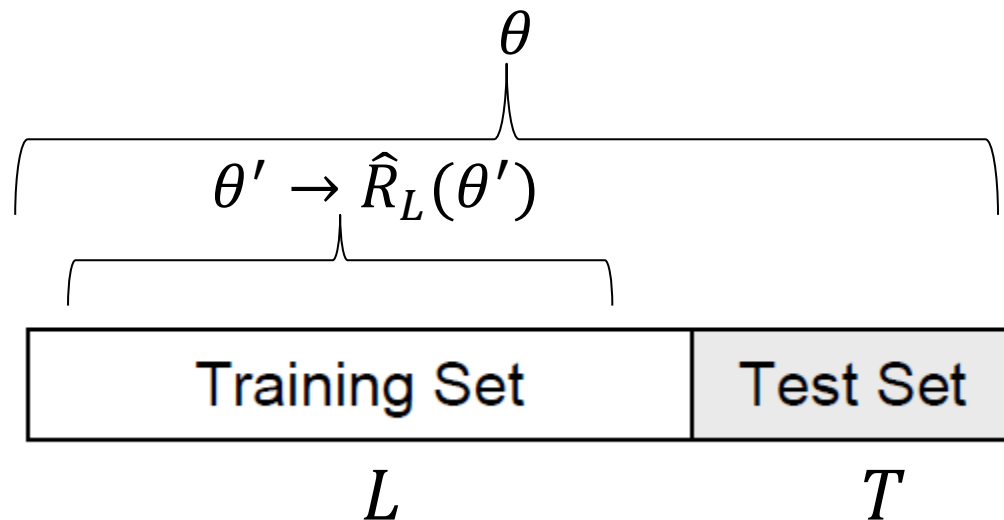 θ
θ′ → R̂_L(θ′)
Training Set Test Set
L T